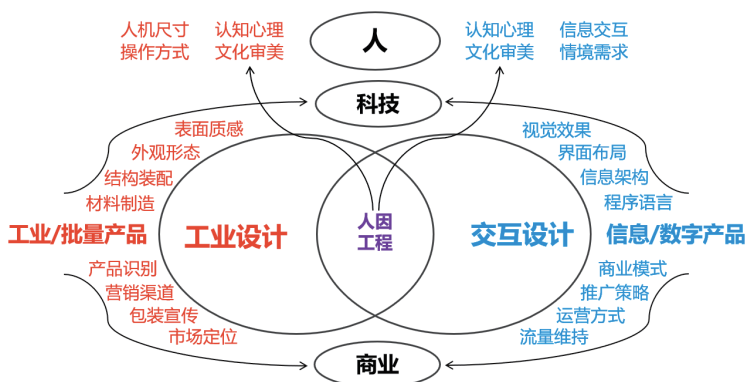 人机尺寸 认知心理
操作方式 文化审美
人
认知心理 信息交互
文化审美 情境需求
科技
表面质感
外观形态
结构装配
材料制造
工业/批量产品
产品识别
营销渠道
包装宣传
市场定位
工业设计
人因
工程
交互设计
视觉效果
界面布局
信息架构
程序语言
信息/数字产品
商业模式
推广策略
运营方式
流量维持
商业